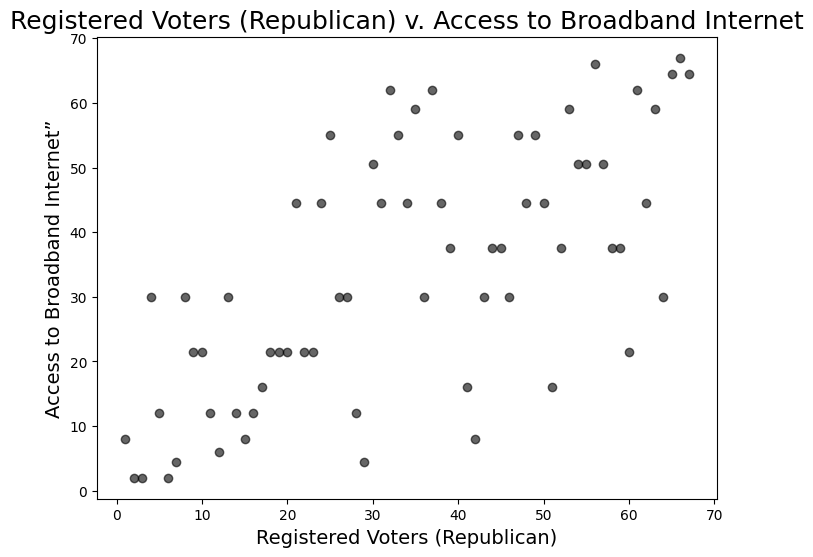 Registered Voters (Republican) v. Access to Broadband Internet
70
60
50
40
30
20
10
0
Access to Broadband Internet”
0 10 20 30 40 50 60 70
Registered Voters (Republican)